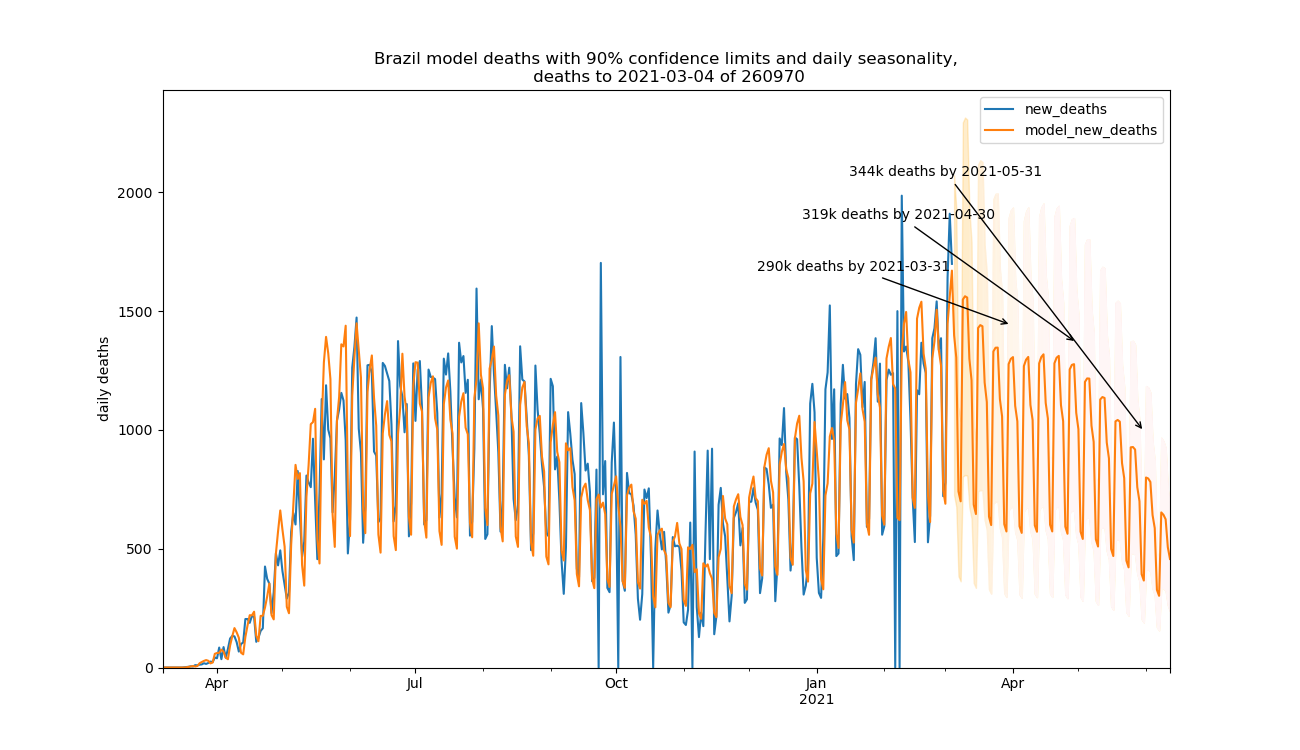 Brazil model deaths with 90% confidence limits and daily seasonality,
deaths to 2021-03-04 of 260970
new_deaths
model_new_deaths
344k deaths by 2021-05-31
319k deaths by 2021-04-30
290k deaths by 2021-03-31
daily deaths
2000
1500
1000
500
0
Apr
Jul
Oct
Jan
2021
Apr